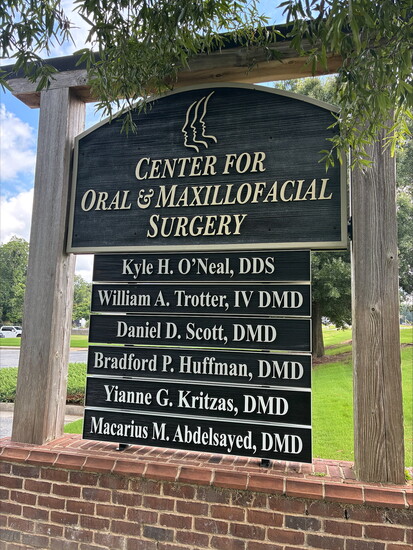 CENTER FOR
ORAL & MAXILLOFACIAL
SURGERY
Kyle H. O'Neal, DDS
William A. Trotter, IV DMD
Daniel D. Scott, DMD
Bradford P. Huffman, DMD
Yianne G. Kritzas, DMD
Macarius M. Abdelsayed, DMD